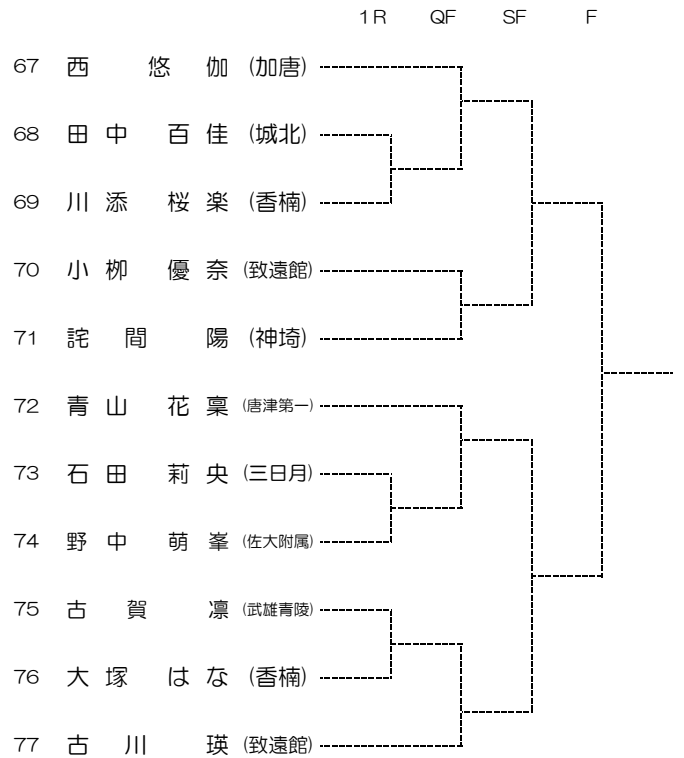 1R QF SF F
67 西 悠 伽 (加唐)
68 田 中 百 佳 (城北)
69 川 添 桜 楽 (香楠)
70 小 栁 優 奈 (致遠館)
71 詫 間 陽 (神埼)
72 青 山 花 稟 (唐津第一)
73 石 田 莉 央 (三日月)
74 野 中 萌 峯 (佐大附属)
75 古 賀 凛 (武雄青陵)
76 大 塚 は な (香楠)
77 古 川 瑛 (致遠館)